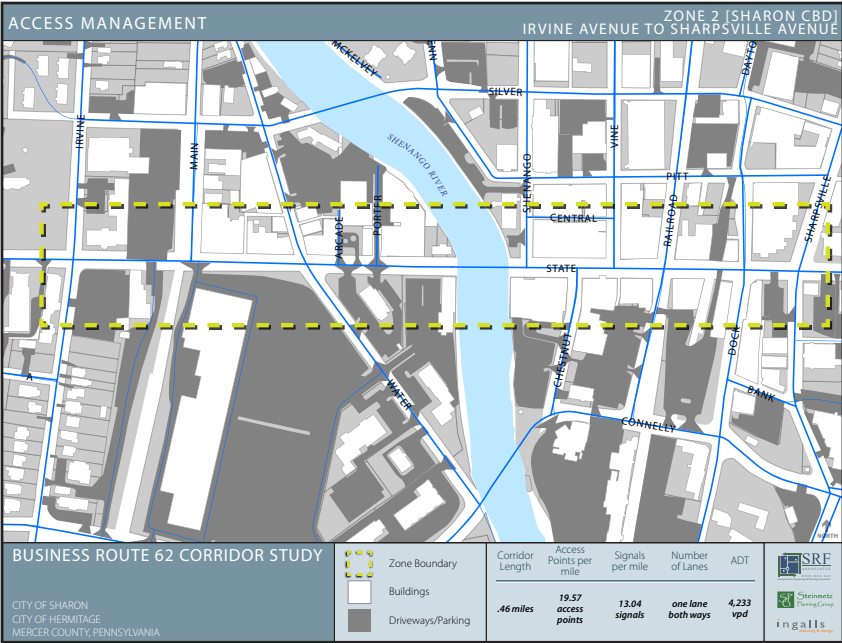 ACCESS MANAGEMENT
ZONE 2 [SHARON CBD]
IRVINE AVENUE TO SHARPSVILLE AVENUE
MCKELVEY
SILVER
IRVINE
MAIN
SHENANGO RIVER
SHENANGO
VINE
PITT
ARCADE
PORTER
CENTRAL
RAILROAD
SHARPSVILLE
STATE
A
WATER
CHESTNUT
DOCK
BANK
CONNELLY
NORTH
BUSINESS ROUTE 62 CORRIDOR STUDY
CITY OF SHARON
CITY OF HERMITAGE
MERCER COUNTY, PENNSYLVANIA
Zone Boundary
Buildings
Driveways/Parking
Corridor Length
Access Points per mile
Signals per mile
Number of Lanes
ADT
.46 miles
19.57 access points
13.04 signals
one lane both ways
4,233 vpd
SRF
ASSOCIATES
Steinmetz
Planning Group
ingalls
planning & design